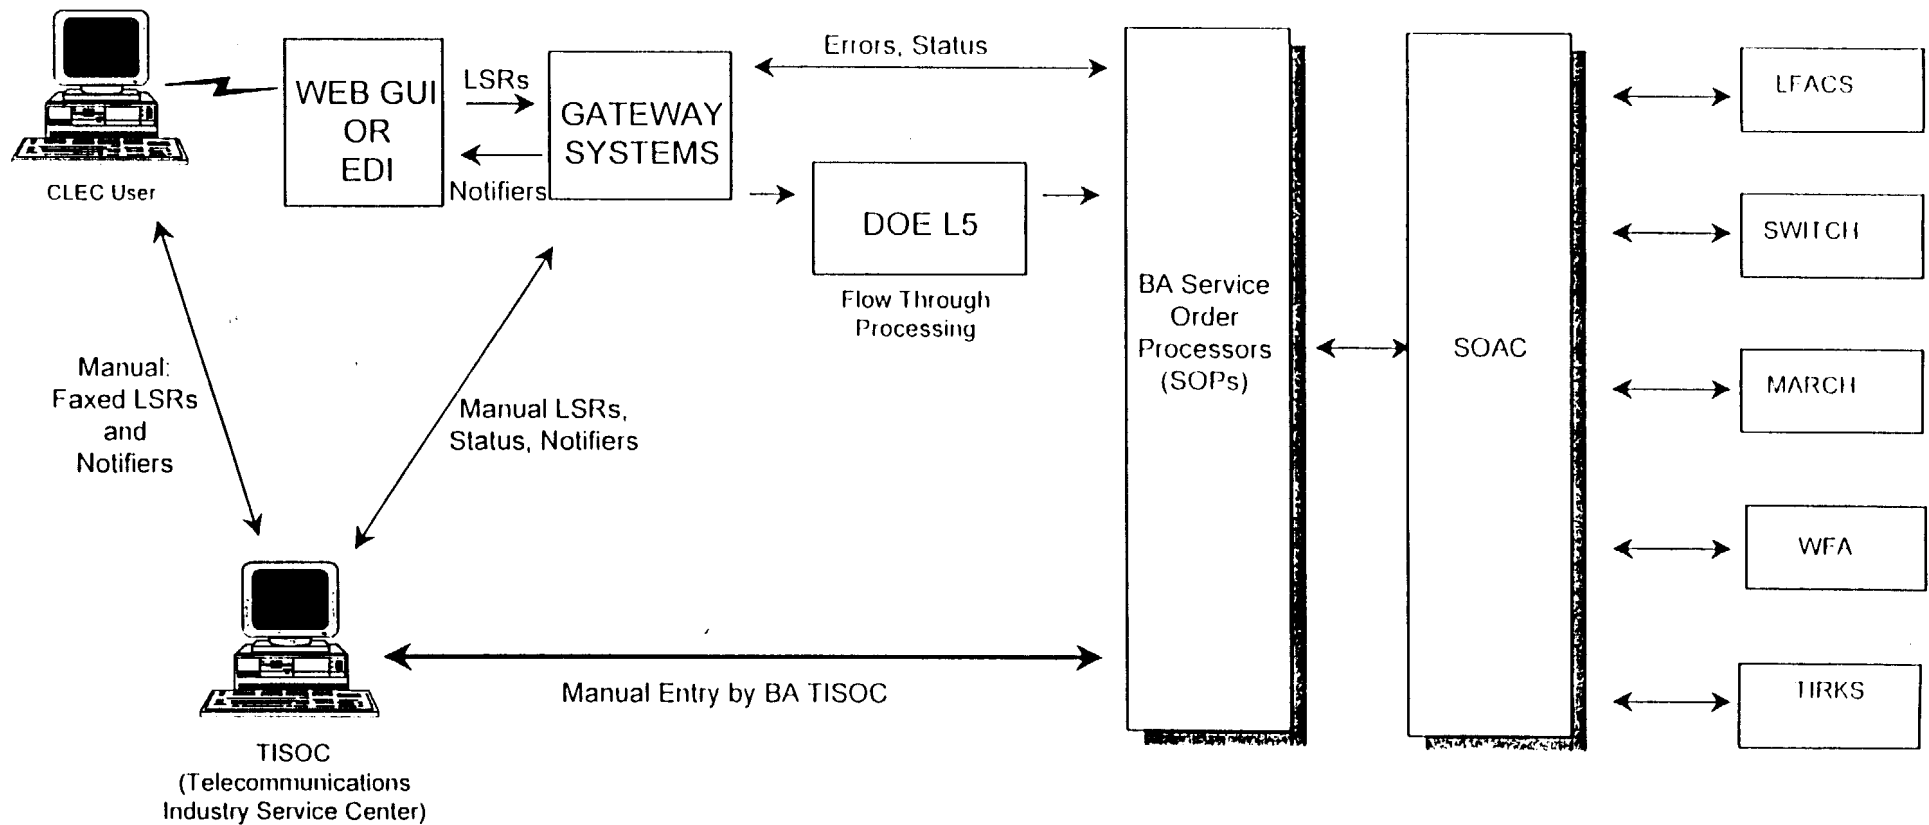 CLEC User
WEB GUI
OR
EDI
LSRs
Notifiers
GATEWAY
SYSTEMS
Errors, Status
DOE L5
Flow Through
Processing
BA Service
Order
Processors
(SOPs)
SOAC
LFACS
SWITCH
MARCH
WFA
TIRKS
Manual:
Faxed LSRs
and
Notifiers
Manual LSRs,
Status, Notifiers
Manual Entry by BA TISOC
TISOC
(Telecommunications
Industry Service Center)